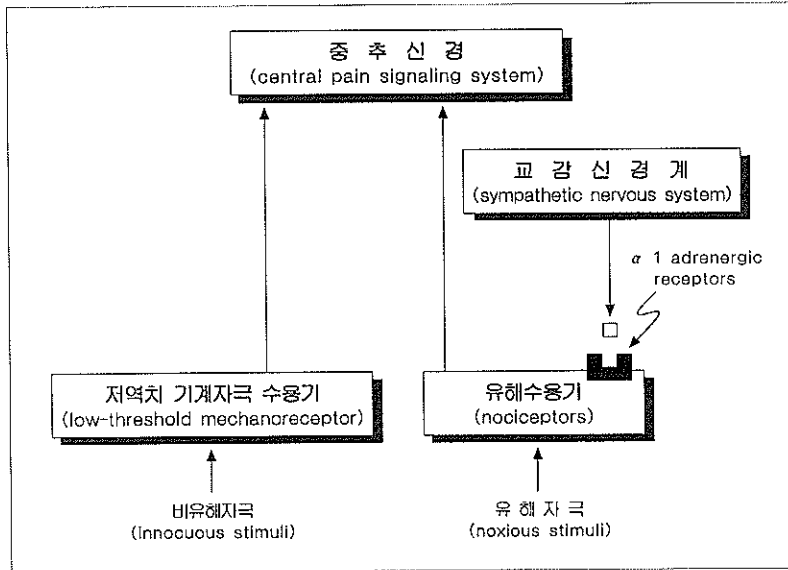 중 추 신 경
(central pain signaling system)
교 감 신 경 계
(sympathetic nervous system)
α 1 adrenergic
receptors
저역치 기계자극 수용기
(low-threshold mechanoreceptor)
유해수용기
(nociceptors)
비유해자극
(innocuous stimuli)
유 해 자 극
(noxious stimuli)